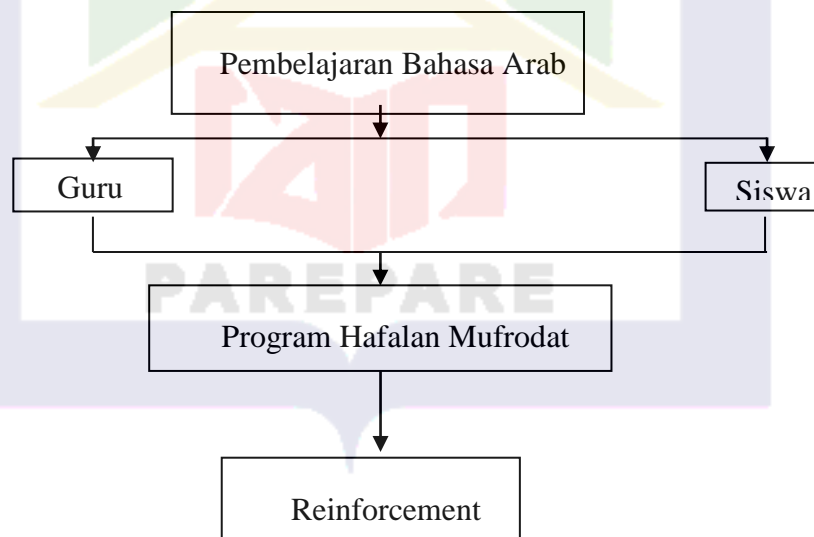 Pembelajaran Bahasa Arab
Guru
Siswa
PAREPARE
Program Hafalan Mufrodat
Reinforcement